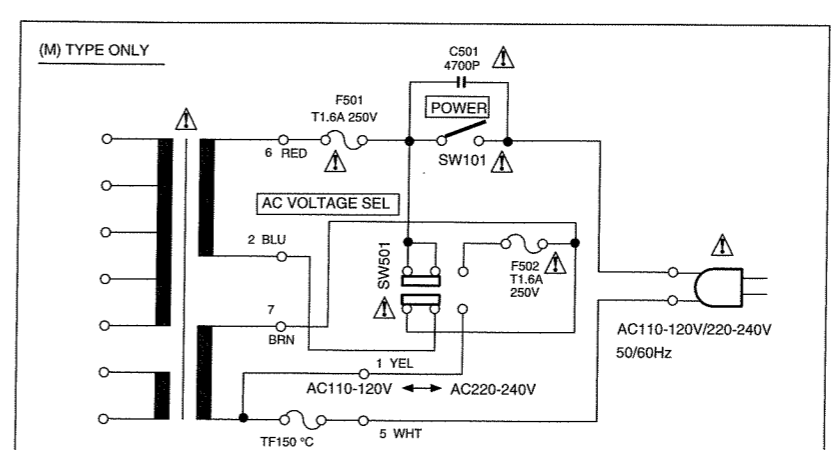 (M) TYPE ONLY
C501
4700P
F501
T1.6A 250V
POWER
6 RED
SW101
AC VOLTAGE SEL
2 BLU
SW501
F502
T1.6A
250V
7
BRN
AC110-120V/220-240V
50/60Hz
1 YEL
AC110-120V ↔ AC220-240V
5 WHT
TF150 °C